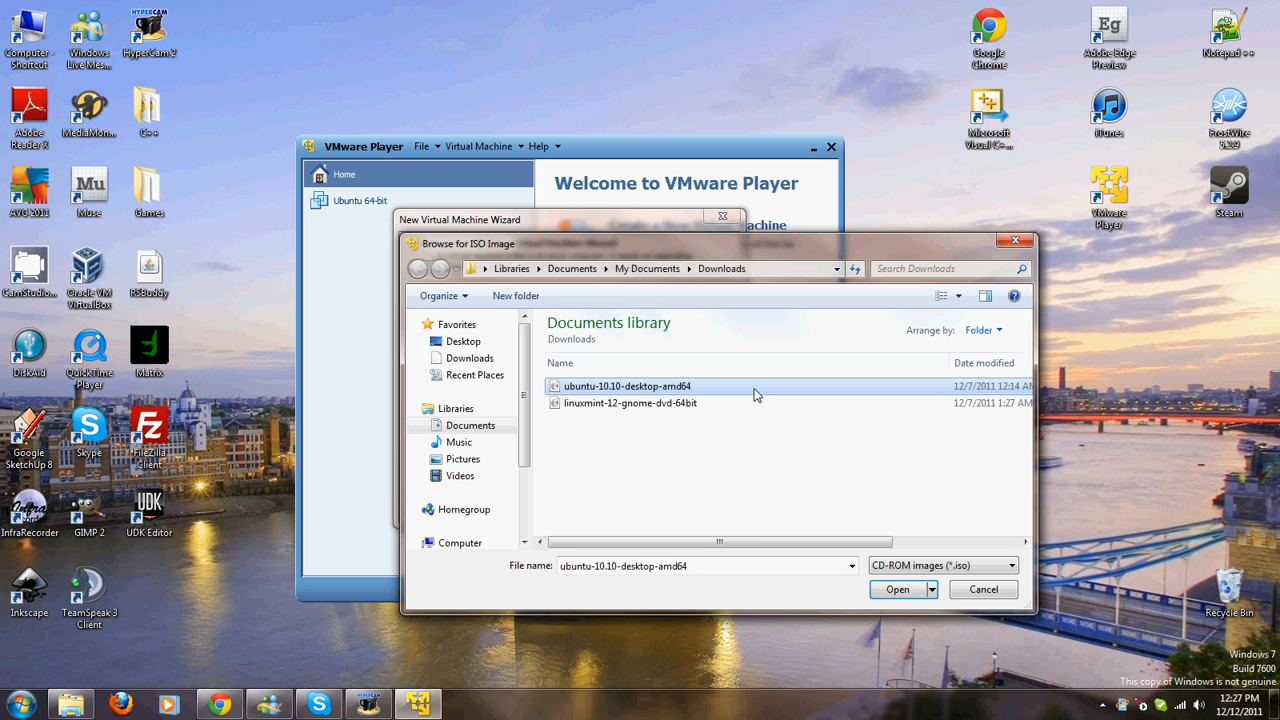 Computer - Shortcut
Windows Live Mes...
HyperCam 2
Adobe Reader X
MediaMon...
C++
AVG 2011
Muse
Games
CamStudio...
Oracle VM VirtualBox
RSBuddy
DiskAid
QuickTime Player
Matrix
Google SketchUp 8
Skype
FileZilla Client
InfraRecorder
GIMP 2
UDK Editor
Inkscape
TeamSpeak 3 Client
Google Chrome
Adobe Edge Preview
Notepad ++
Microsoft Visual C+...
iTunes
FrostWire 5.2.9
VMware Player
Steam
Recycle Bin
VMware Player File Virtual Machine Help
Home
Ubuntu 64-bit
Welcome to VMware Player
Create a New Virtual Machine
New Virtual Machine Wizard
Browse for ISO Image
Libraries Documents My Documents Downloads
Search Downloads
Organize New folder
Favorites
Desktop
Downloads
Recent Places
Libraries
Documents
Music
Pictures
Videos
Homegroup
Computer
Documents library
Downloads
Arrange by: Folder
Name Date modified
ubuntu-10.10-desktop-amd64 12/7/2011 12:14 AM
linuxmint-12-gnome-dvd-64bit 12/7/2011 1:27 AM
File name: ubuntu-10.10-desktop-amd64
CD-ROM images (*.iso)
Open Cancel
Windows 7
Build 7600
This copy of Windows is not genuine
12:27 PM
12/12/2011